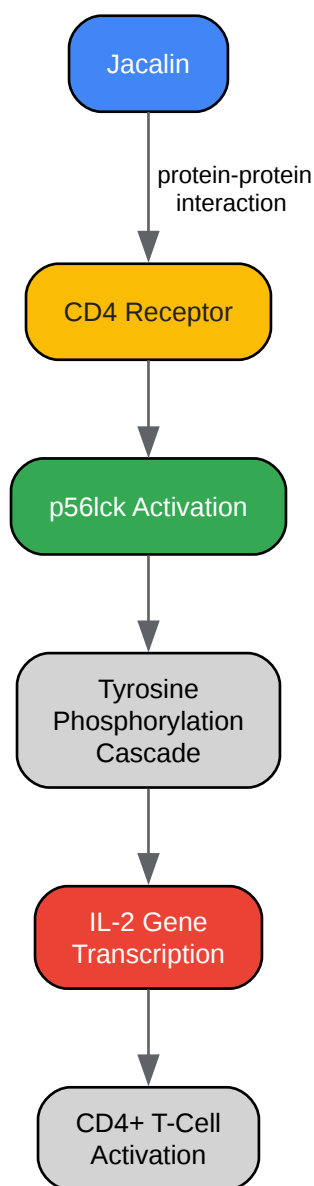 Jacalin
protein-protein
interaction
CD4 Receptor
p56lck Activation
Tyrosine
Phosphorylation
Cascade
IL-2 Gene
Transcription
CD4+ T-Cell
Activation